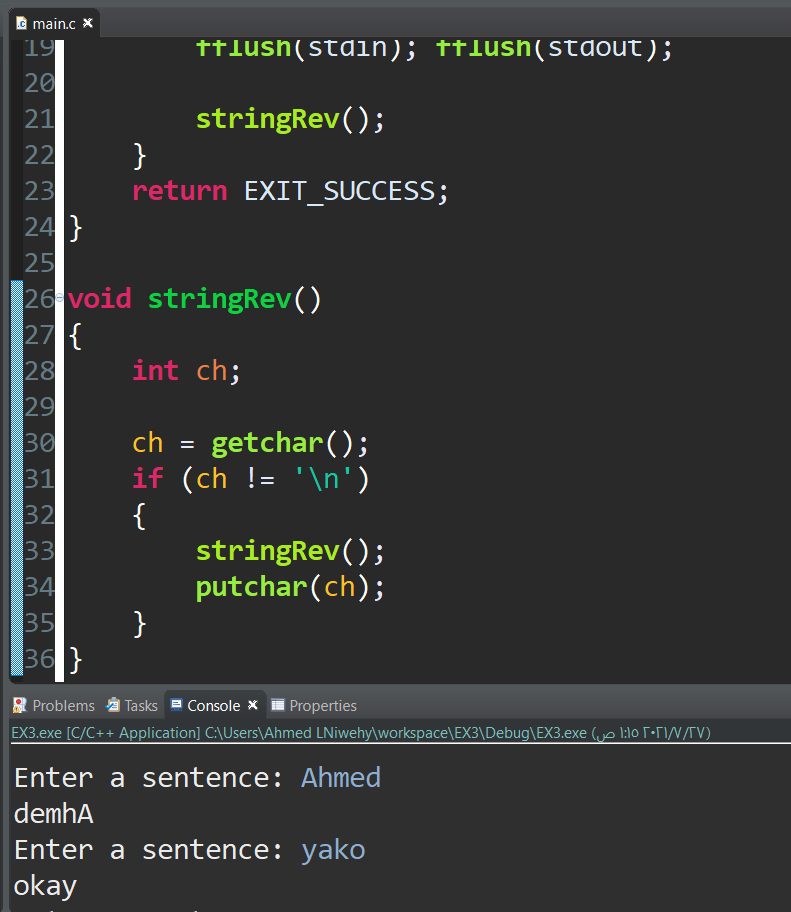 main.c
19 fflush(stdin); fflush(stdout);
20
21 stringRev();
22 }
23 return EXIT_SUCCESS;
24 }
25
26 void stringRev()
27 {
28 int ch;
29
30 ch = getchar();
31 if (ch != '\n')
32 {
33 stringRev();
34 putchar(ch);
35 }
36 }
Problems Tasks Console Properties
EX3.exe [C/C++ Application] C:\Users\Ahmed LNiwehy\workspace\EX3\Debug\EX3.exe (٢٠٢١/٧/٢٧ ١:١٥ ص)
Enter a sentence: Ahmed
demhA
Enter a sentence: yako
okay